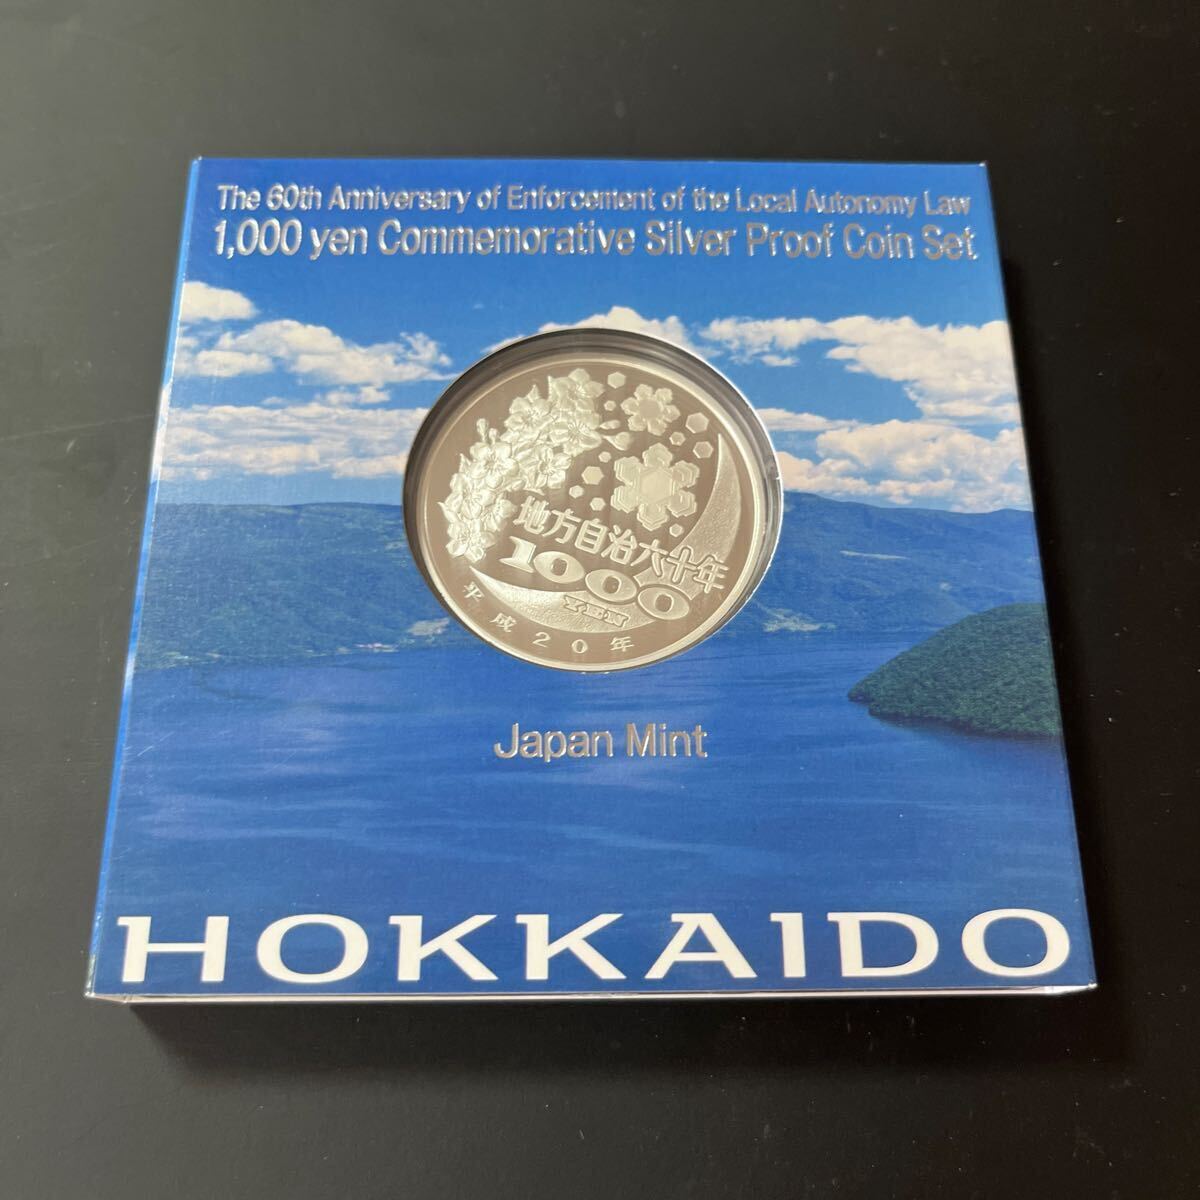 The 60th Anniversary of Enforcement of the Local Autonomy Law
1,000 yen Commemorative Silver Proof Coin Set
地方自治六十年
1000
YEN
平成20年
Japan Mint
HOKKAIDO